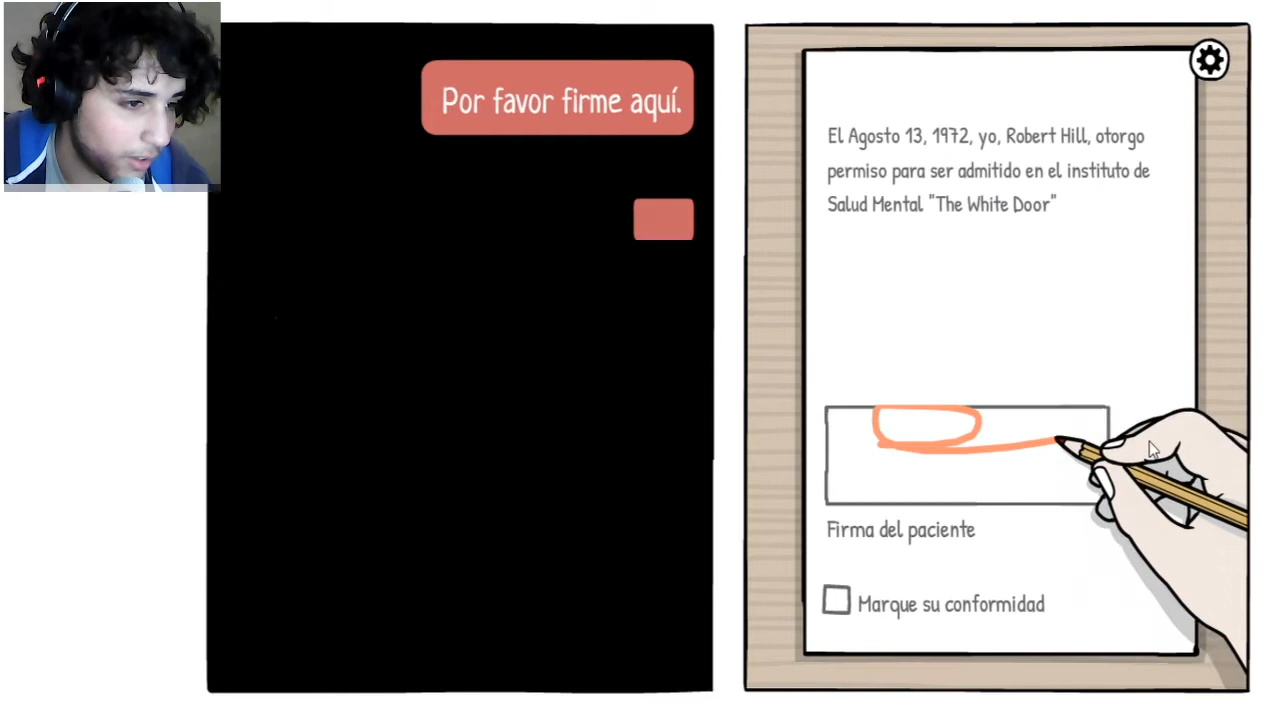 Por favor firme aquí.
El Agosto 13, 1972, yo, Robert Hill, otorgo
permiso para ser admitido en el instituto de
Salud Mental "The White Door"
Firma del paciente
Marque su conformidad